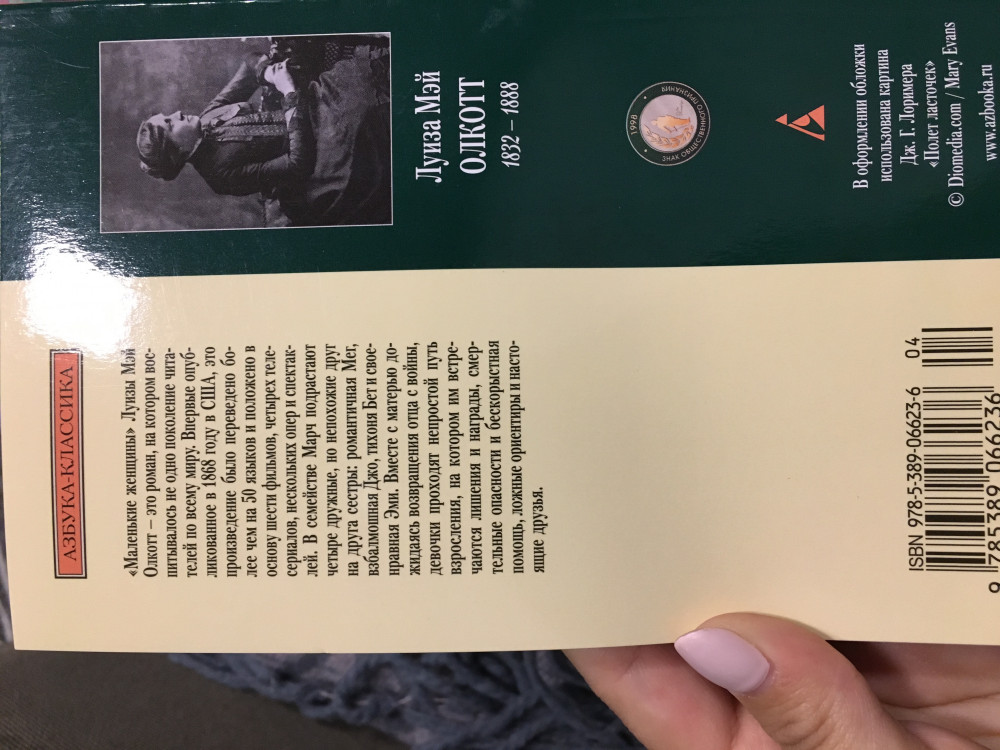 АЗБУКА-КЛАССИКА
«Маленькие женщины» Луизы Мэй
Олкотт — это роман, на котором вос-
питывалось не одно поколение чита-
телей по всему миру. Впервые опуб-
ликованное в 1868 году в США, это
произведение было переведено бо-
лее чем на 50 языков и положено в
основу шести фильмов, четырех теле-
сериалов, нескольких опер и спектак-
лей. В семействе Марч подрастают
четыре дружные, но непохожие друг
на друга сестры: романтичная Мег,
взбалмошная Джо, тихоня Бет и свое-
нравная Эми. Вместе с матерью до-
жидаясь возвращения отца с войны,
девочки проходят непростой путь
взросления, на котором им встре-
чаются лишения и награды, смер-
тельные опасности и бескорыстная
помощь, ложные ориентиры и насто-
ящие друзья.
ISBN 978-5-389-06623-6
04
9 785389 066236
Луиза Мэй
ОЛКОТТ
1832 – 1888
1998
ЗНАК ОБЩЕСТВЕННОГО ПРИЗНАНИЯ
В оформлении обложки
использована картина
Дж. Г. Лоримера
«Полет ласточек»
© Diomedia.com / Mary Evans
www.azbooka.ru